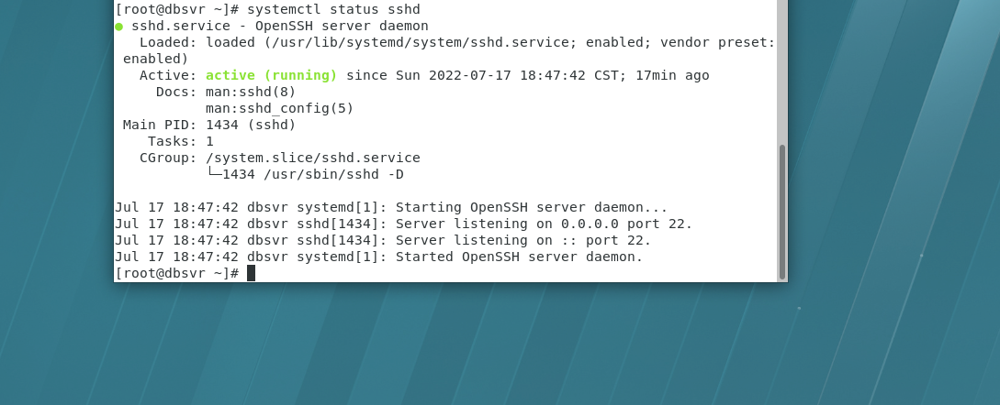 [root@dbsvr ~]# systemctl status sshd
● sshd.service - OpenSSH server daemon
   Loaded: loaded (/usr/lib/systemd/system/sshd.service; enabled; vendor preset:
 enabled)
   Active: active (running) since Sun 2022-07-17 18:47:42 CST; 17min ago
     Docs: man:sshd(8)
           man:sshd_config(5)
 Main PID: 1434 (sshd)
    Tasks: 1
   CGroup: /system.slice/sshd.service
           └─1434 /usr/sbin/sshd -D
Jul 17 18:47:42 dbsvr systemd[1]: Starting OpenSSH server daemon...
Jul 17 18:47:42 dbsvr sshd[1434]: Server listening on 0.0.0.0 port 22.
Jul 17 18:47:42 dbsvr sshd[1434]: Server listening on :: port 22.
Jul 17 18:47:42 dbsvr systemd[1]: Started OpenSSH server daemon.
[root@dbsvr ~]#